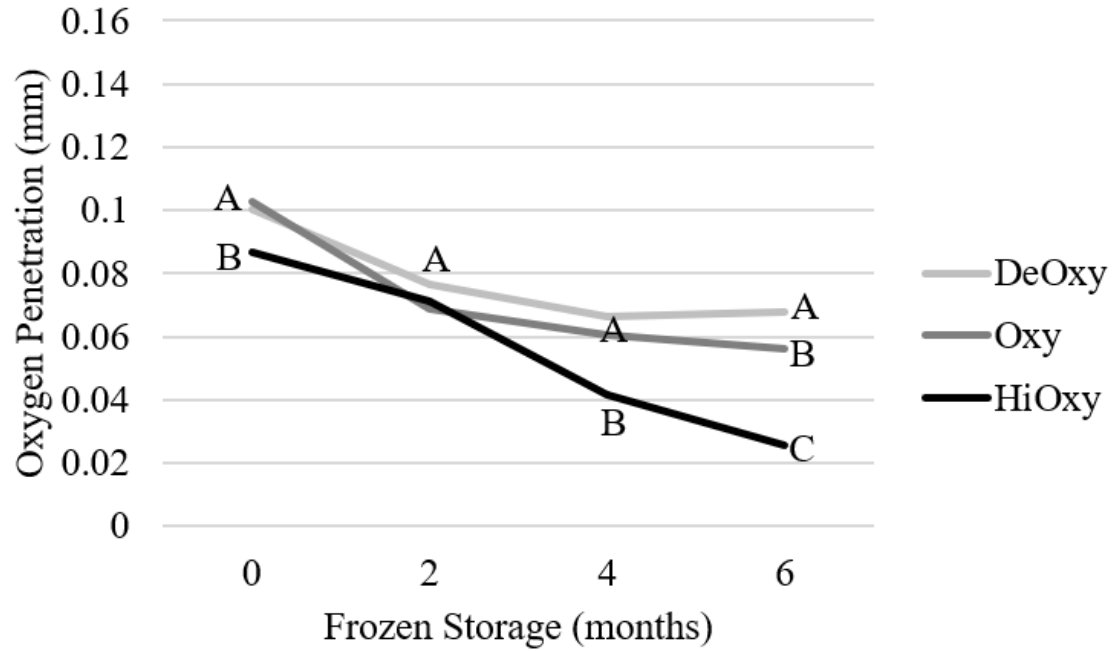 0.16
0.14
0.12
0.1
0.08
0.06
0.04
0.02
0
Oxygen Penetration (mm)
A
B
A
A
B
A
B
C
0 2 4 6
Frozen Storage (months)
DeOxy
Oxy
HiOxy